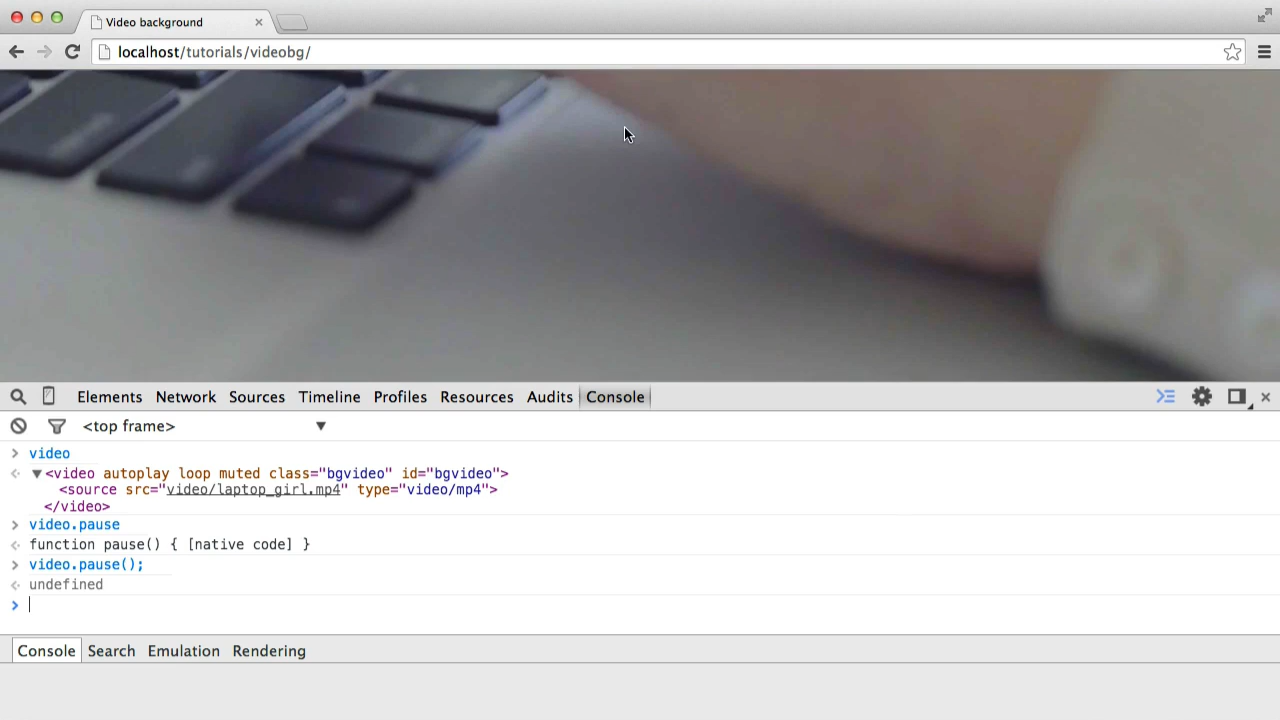 Video background
localhost/tutorials/videobg/
Elements Network Sources Timeline Profiles Resources Audits Console
<top frame>
video
<video autoplay loop muted class="bgvideo" id="bgvideo">
<source src="video/laptop_girl.mp4" type="video/mp4">
</video>
video.pause
function pause() { [native code] }
video.pause();
undefined
Console Search Emulation Rendering